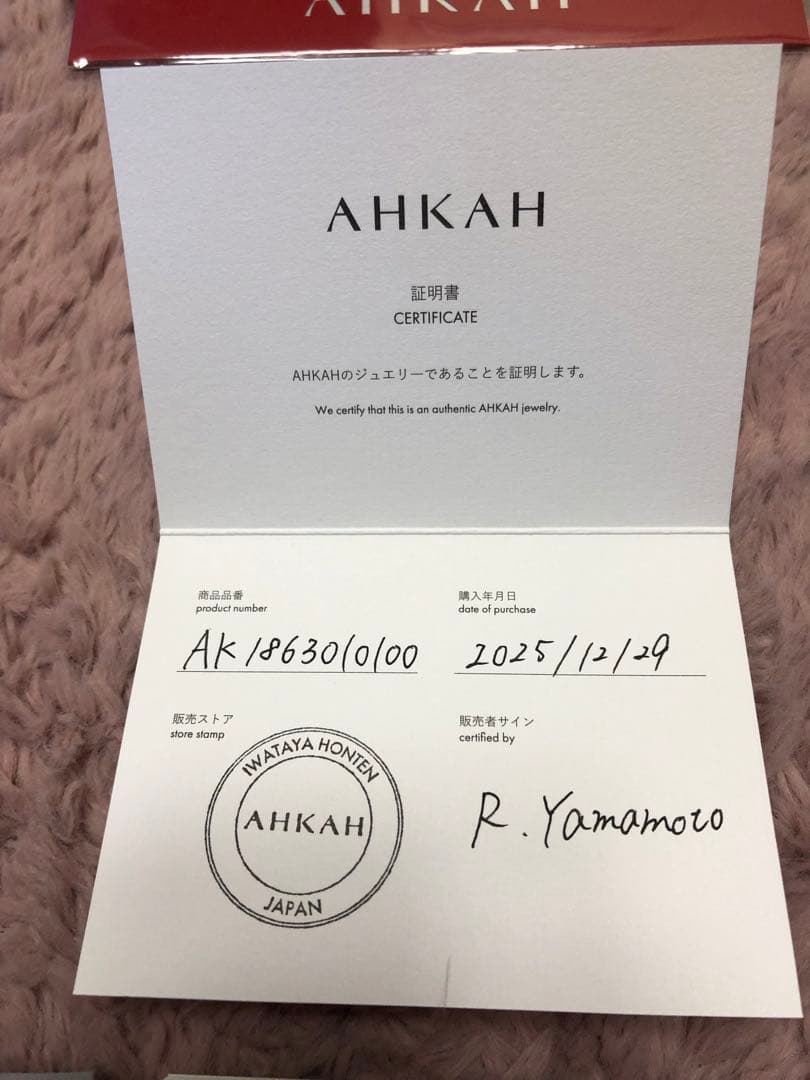 AHKAH
AHKAH
証明書
CERTIFICATE
AHKAHのジュエリーであることを証明します。
We certify that this is an authentic AHKAH jewelry.
商品品番
product number
AK1863010100
購入年月日
date of purchase
2025/12/29
販売ストア
store stamp
IWATAYA HONTEN
AHKAH
JAPAN
販売者サイン
certified by
R. Yamamoto